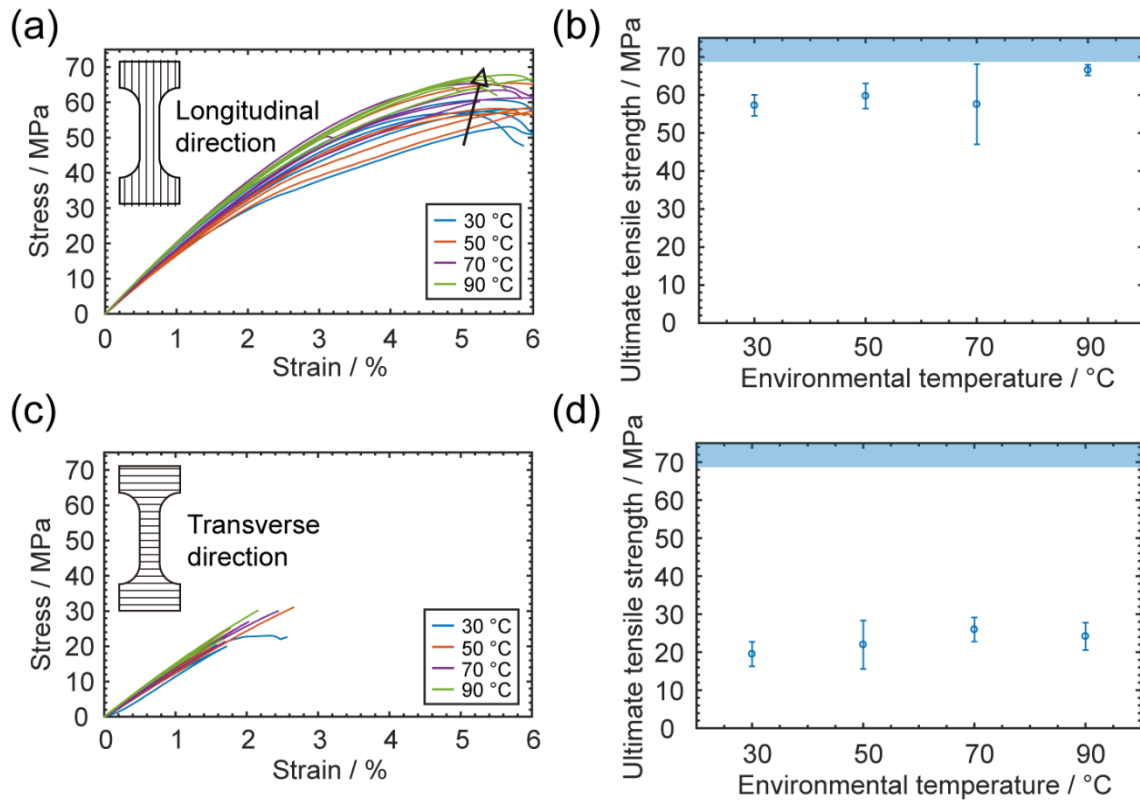 (a)
Stress / MPa
70
60
50
40
30
20
10
0
Longitudinal
direction
30 °C
50 °C
70 °C
90 °C
0 1 2 3 4 5 6
Strain / %
(b)
Ultimate tensile strength / MPa
70
60
50
40
30
20
10
0
30 50 70 90
Environmental temperature / °C
(c)
Stress / MPa
70
60
50
40
30
20
10
0
Transverse
direction
30 °C
50 °C
70 °C
90 °C
0 1 2 3 4 5 6
Strain / %
(d)
Ultimate tensile strength / MPa
70
60
50
40
30
20
10
0
30 50 70 90
Environmental temperature / °C